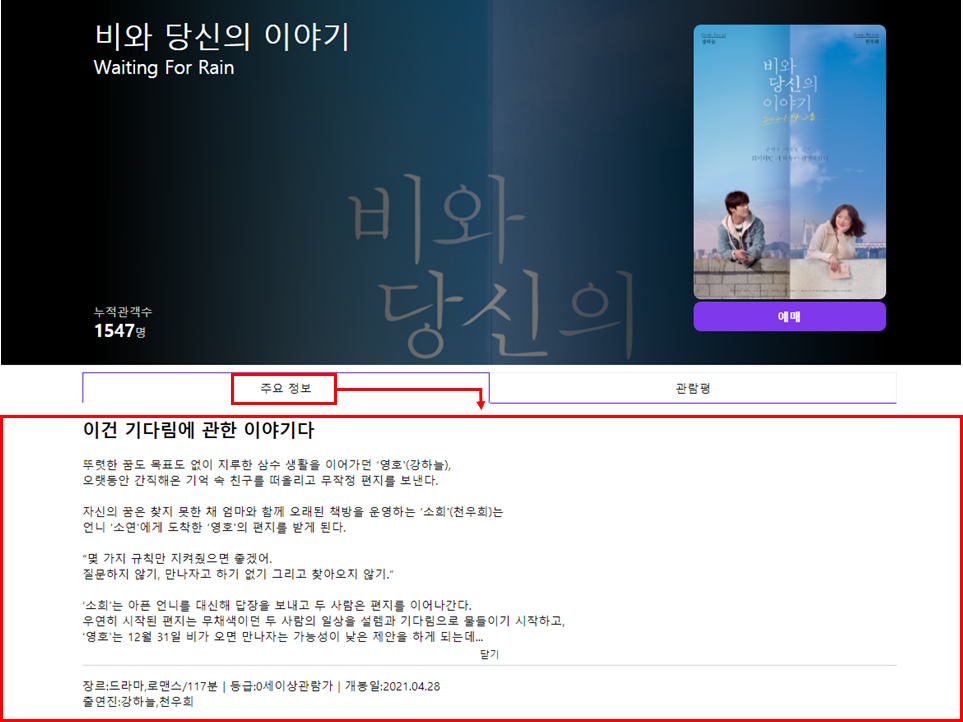 비와 당신의 이야기
Waiting For Rain
비와
당신의
이야기
비와
당신의
누적관객수
1547명
예매
주요 정보
관람평
이건 기다림에 관한 이야기다
뚜렷한 꿈도 목표도 없이 지루한 삼수 생활을 이어가던 ‘영호'(강하늘),
오랫동안 간직해온 기억 속 친구를 떠올리고 무작정 편지를 보낸다.
자신의 꿈은 찾지 못한 채 엄마와 함께 오래된 책방을 운영하는 ‘소희'(천우희)는
언니 ‘소연'에게 도착한 ‘영호'의 편지를 받게 된다.
“몇 가지 규칙만 지켜줬으면 좋겠어.
질문하지 않기, 만나자고 하기 없기 그리고 찾아오지 않기.”
‘소희'는 아픈 언니를 대신해 답장을 보내고 두 사람은 편지를 이어나간다.
우연히 시작된 편지는 무채색이던 두 사람의 일상을 설렘과 기다림으로 물들이기 시작하고,
‘영호'는 12월 31일 비가 오면 만나자는 가능성이 낮은 제안을 하게 되는데...
닫기
장르:드라마,로맨스/117분 | 등급:0세이상관람가 | 개봉일:2021.04.28
출연진:강하늘,천우희